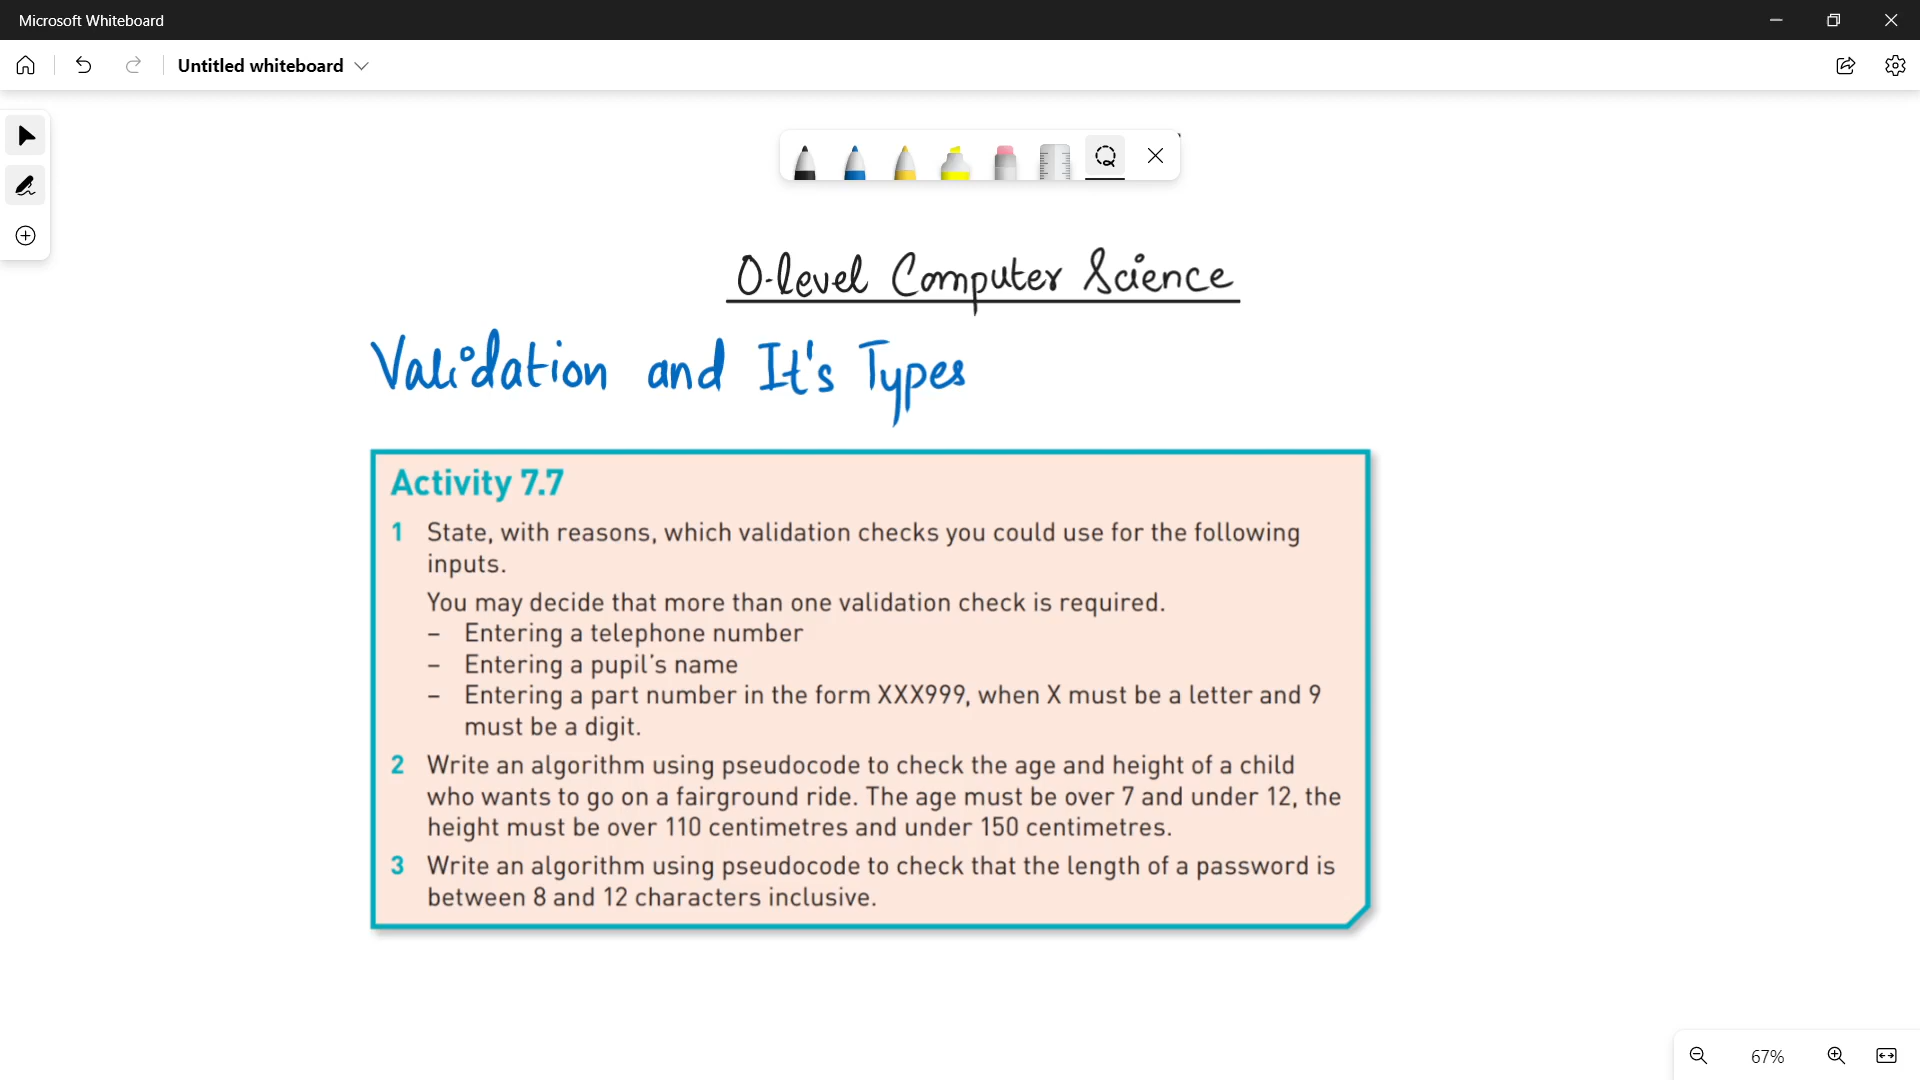 Microsoft Whiteboard
Untitled whiteboard
O-level Computer Science
Validation and It's Types
Activity 7.7
1 State, with reasons, which validation checks you could use for the following
inputs.
You may decide that more than one validation check is required.
– Entering a telephone number
– Entering a pupil's name
– Entering a part number in the form XXX999, when X must be a letter and 9
must be a digit.
2 Write an algorithm using pseudocode to check the age and height of a child
who wants to go on a fairground ride. The age must be over 7 and under 12, the
height must be over 110 centimetres and under 150 centimetres.
3 Write an algorithm using pseudocode to check that the length of a password is
between 8 and 12 characters inclusive.
67%